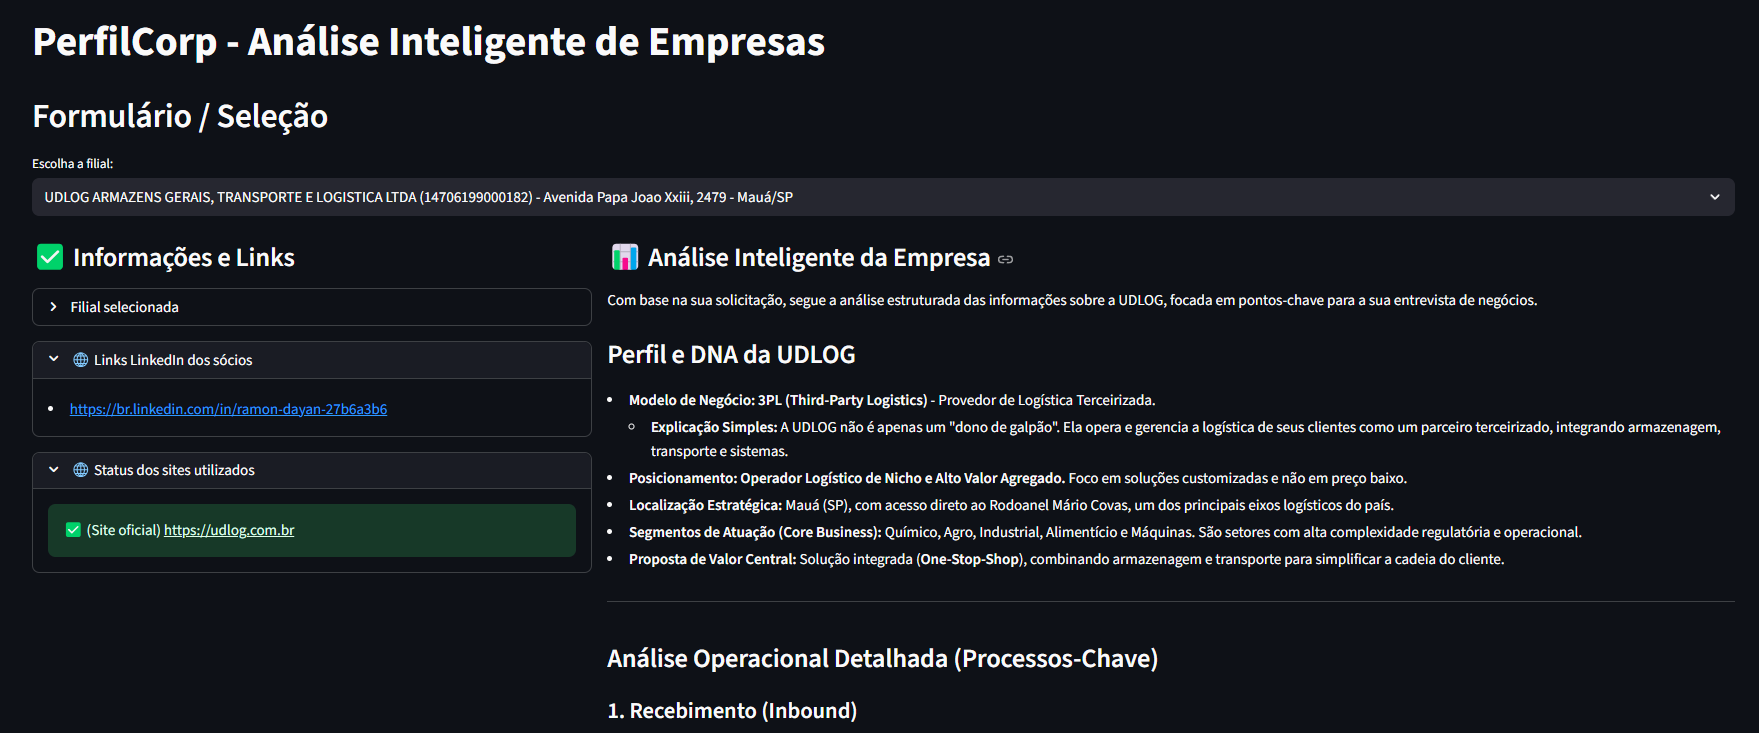 PerfilCorp - Análise Inteligente de Empresas
Formulário / Seleção
Escolha a filial:
UDLOG ARMAZENS GERAIS, TRANSPORTE E LOGISTICA LTDA (14706199000182) - Avenida Papa Joao Xxiii, 2479 - Mauá/SP
Informações e Links
Filial selecionada
Links LinkedIn dos sócios
• https://br.linkedin.com/in/ramon-dayan-27b6a3b6
Status dos sites utilizados
(Site oficial) https://udlog.com.br
Análise Inteligente da Empresa
Com base na sua solicitação, segue a análise estruturada das informações sobre a UDLOG, focada em pontos-chave para a sua entrevista de negócios.
Perfil e DNA da UDLOG
• Modelo de Negócio: 3PL (Third-Party Logistics) - Provedor de Logística Terceirizada.
◦ Explicação Simples: A UDLOG não é apenas um "dono de galpão". Ela opera e gerencia a logística de seus clientes como um parceiro terceirizado, integrando armazenagem,
transporte e sistemas.
• Posicionamento: Operador Logístico de Nicho e Alto Valor Agregado. Foco em soluções customizadas e não em preço baixo.
• Localização Estratégica: Mauá (SP), com acesso direto ao Rodoanel Mário Covas, um dos principais eixos logísticos do país.
• Segmentos de Atuação (Core Business): Químico, Agro, Industrial, Alimentício e Máquinas. São setores com alta complexidade regulatória e operacional.
• Proposta de Valor Central: Solução integrada (One-Stop-Shop), combinando armazenagem e transporte para simplificar a cadeia do cliente.
Análise Operacional Detalhada (Processos-Chave)
1. Recebimento (Inbound)